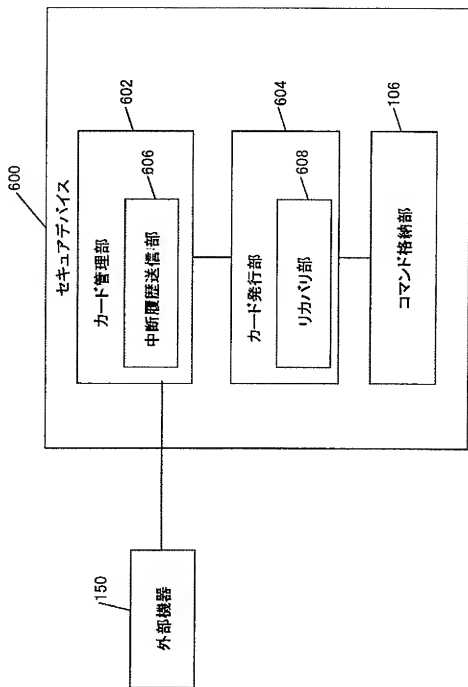 600
セキュアデバイス
602
カード管理部
606
中断履歴送信部
604
カード発行部
608
リカバリ部
106
コマンド格納部
150
外部機器